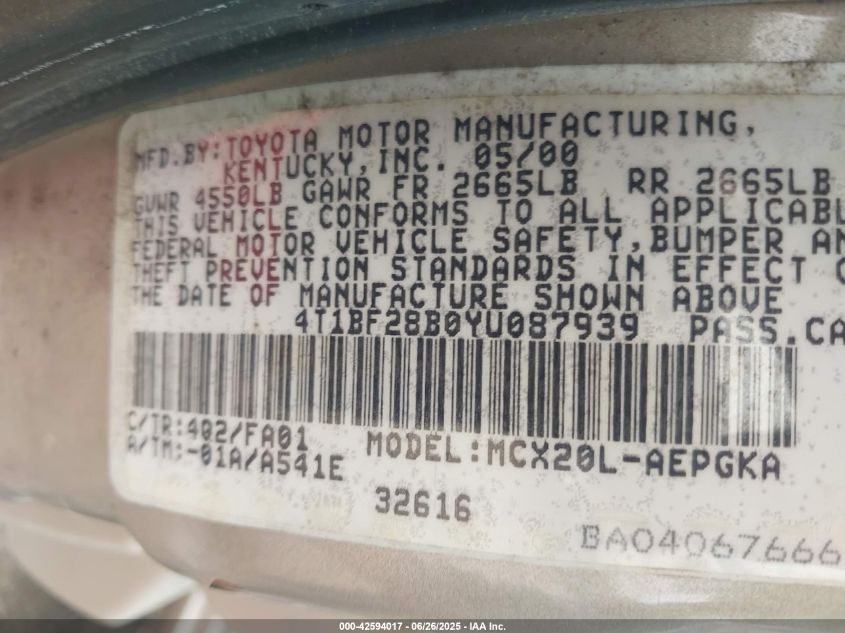 MFD.BY:TOYOTA MOTOR MANUFACTURING,
KENTUCKY,INC. 05/00
GVWR 4550LB GAWR FR 2665LB RR 2665LB
THIS VEHICLE CONFORMS TO ALL APPLICABL
FEDERAL MOTOR VEHICLE SAFETY,BUMPER AN
THEFT PREVENTION STANDARDS IN EFFECT O
THE DATE OF MANUFACTURE SHOWN ABOVE
4T1BF28B0YU087939 PASS.CA
C/TR:402/FA01 MODEL:MCX20L-AEPGKA
A/TM:-01A/A541E
32616
BA04067666
000-42594017 / 06/26/2025 - IAA Inc.